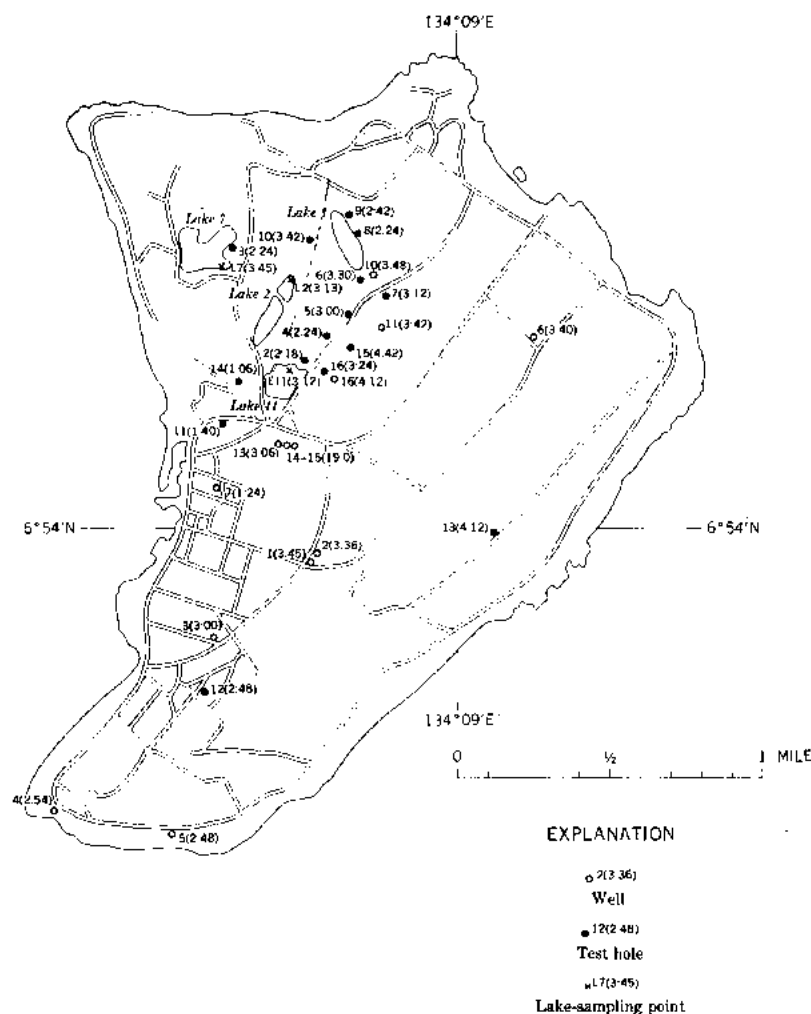 134°09'E
Lake 1
9(2·42)
8(2.24)
10(3.42)
Lake 7
3(2·24)
L7(3.45)
10(3.48)
6(3.30)
L2(3·13)
7(3·12)
Lake 2
5(3·00)
11(3·42)
6(3.40)
4(2.24)
15(4.42)
2(2·18)
16(3·24)
14(1·06)
L11(3·12)
16(4·12)
Lake 11
11(1·40)
13(3·06)
14-15(19·0)
7(1·24)
6°54'N
6°54'N
13(4·12)
2(3.36)
1(3.45)
3(3·00)
12(2·48)
134°09'E
0 ½ 1 MILE
4(2.54)
5(2·48)
EXPLANATION
2(3·36)
Well
12(2·48)
Test hole
L7(3·45)
Lake-sampling point